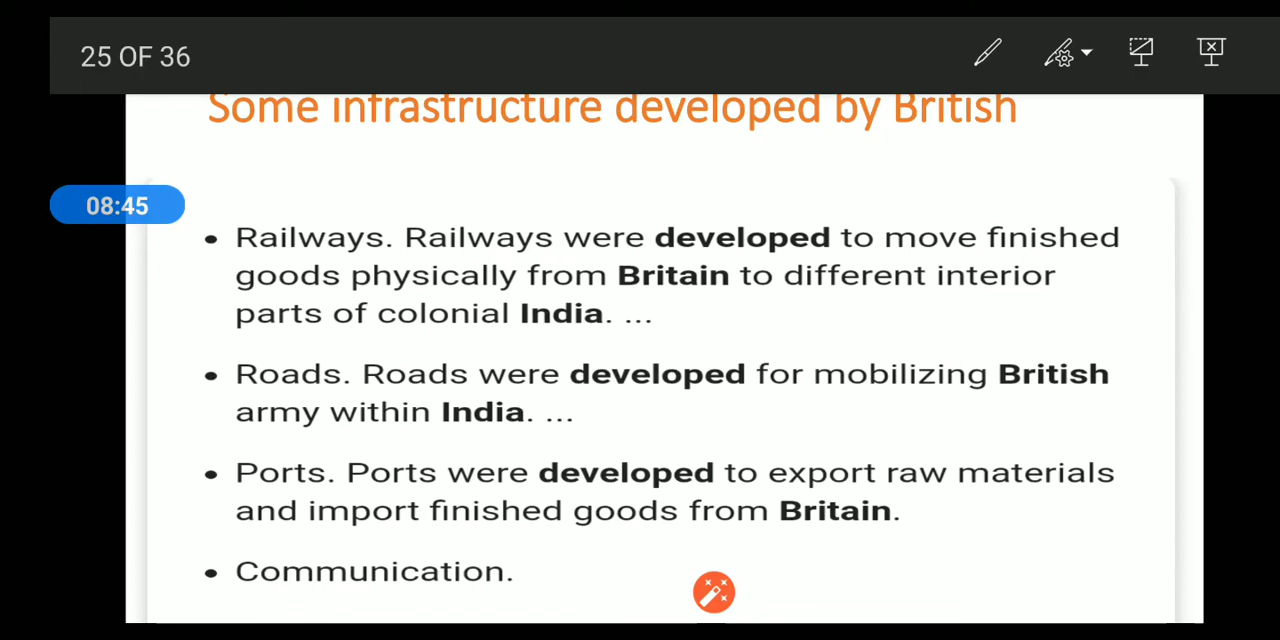 25 OF 36
Some infrastructure developed by British
08:45
• Railways. Railways were developed to move finished
goods physically from Britain to different interior
parts of colonial India. ...
• Roads. Roads were developed for mobilizing British
army within India. ...
• Ports. Ports were developed to export raw materials
and import finished goods from Britain.
• Communication.